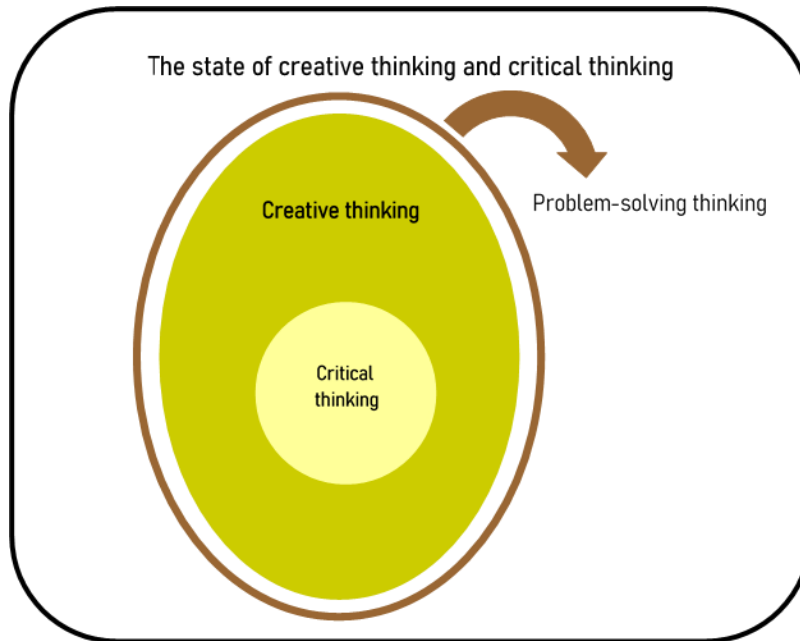 The state of creative thinking and critical thinking
Problem-solving thinking
Creative thinking
Critical
thinking